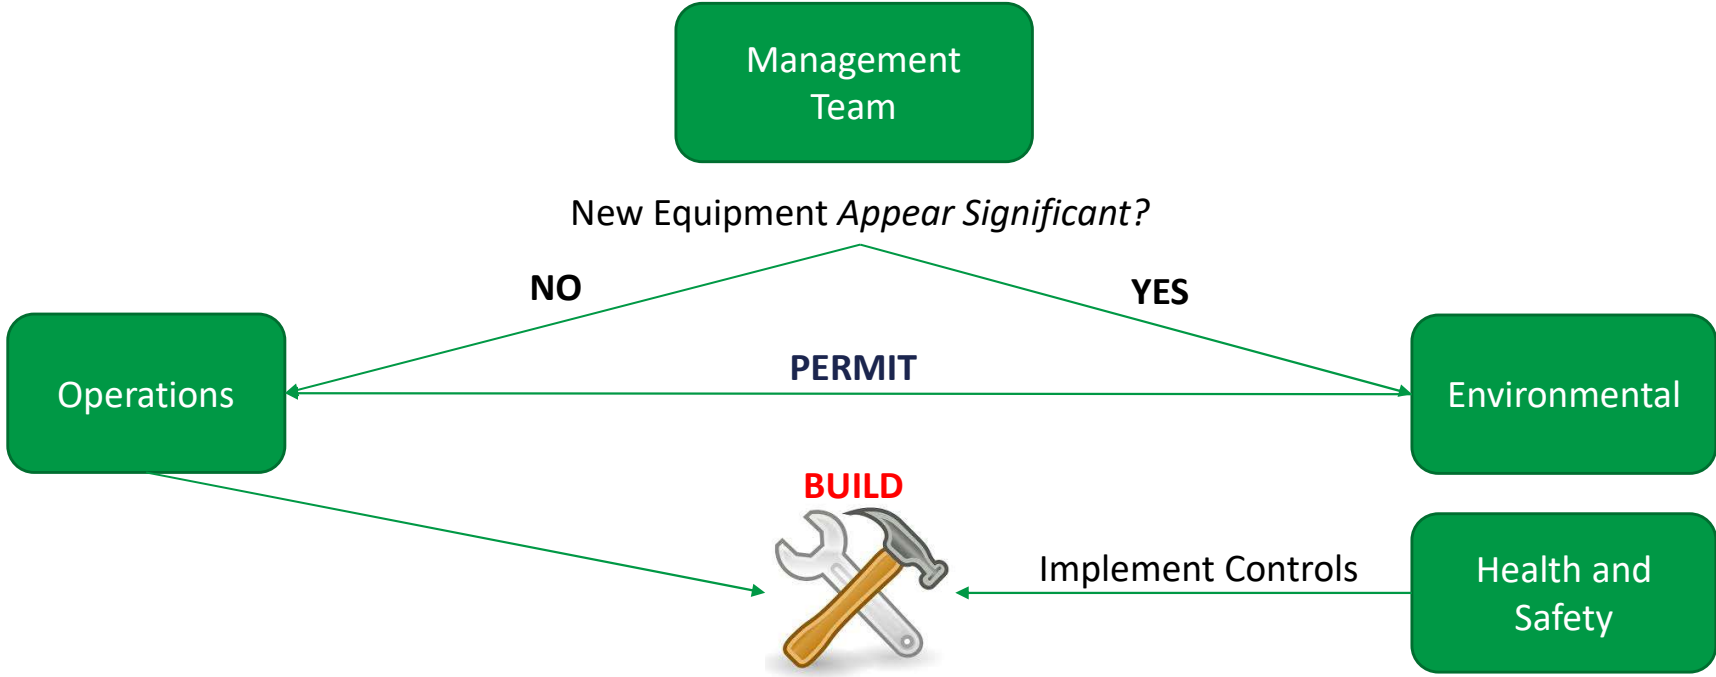 Management
Team
New Equipment Appear Significant?
NO
YES
Operations
PERMIT
Environmental
BUILD
Implement Controls
Health and
Safety